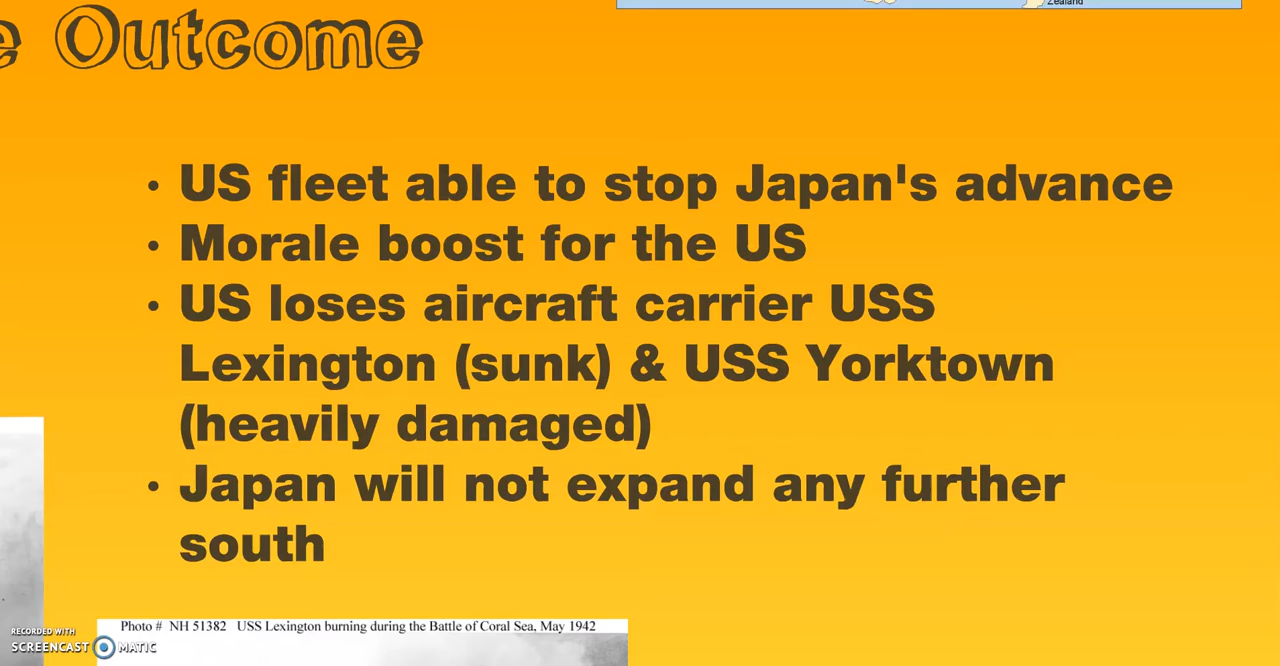 Zealand
e Outcome
• US fleet able to stop Japan's advance
• Morale boost for the US
• US loses aircraft carrier USS
Lexington (sunk) & USS Yorktown
(heavily damaged)
• Japan will not expand any further
south
Photo # NH 51382 USS Lexington burning during the Battle of Coral Sea, May 1942
RECORDED WITH
SCREENCAST MATIC